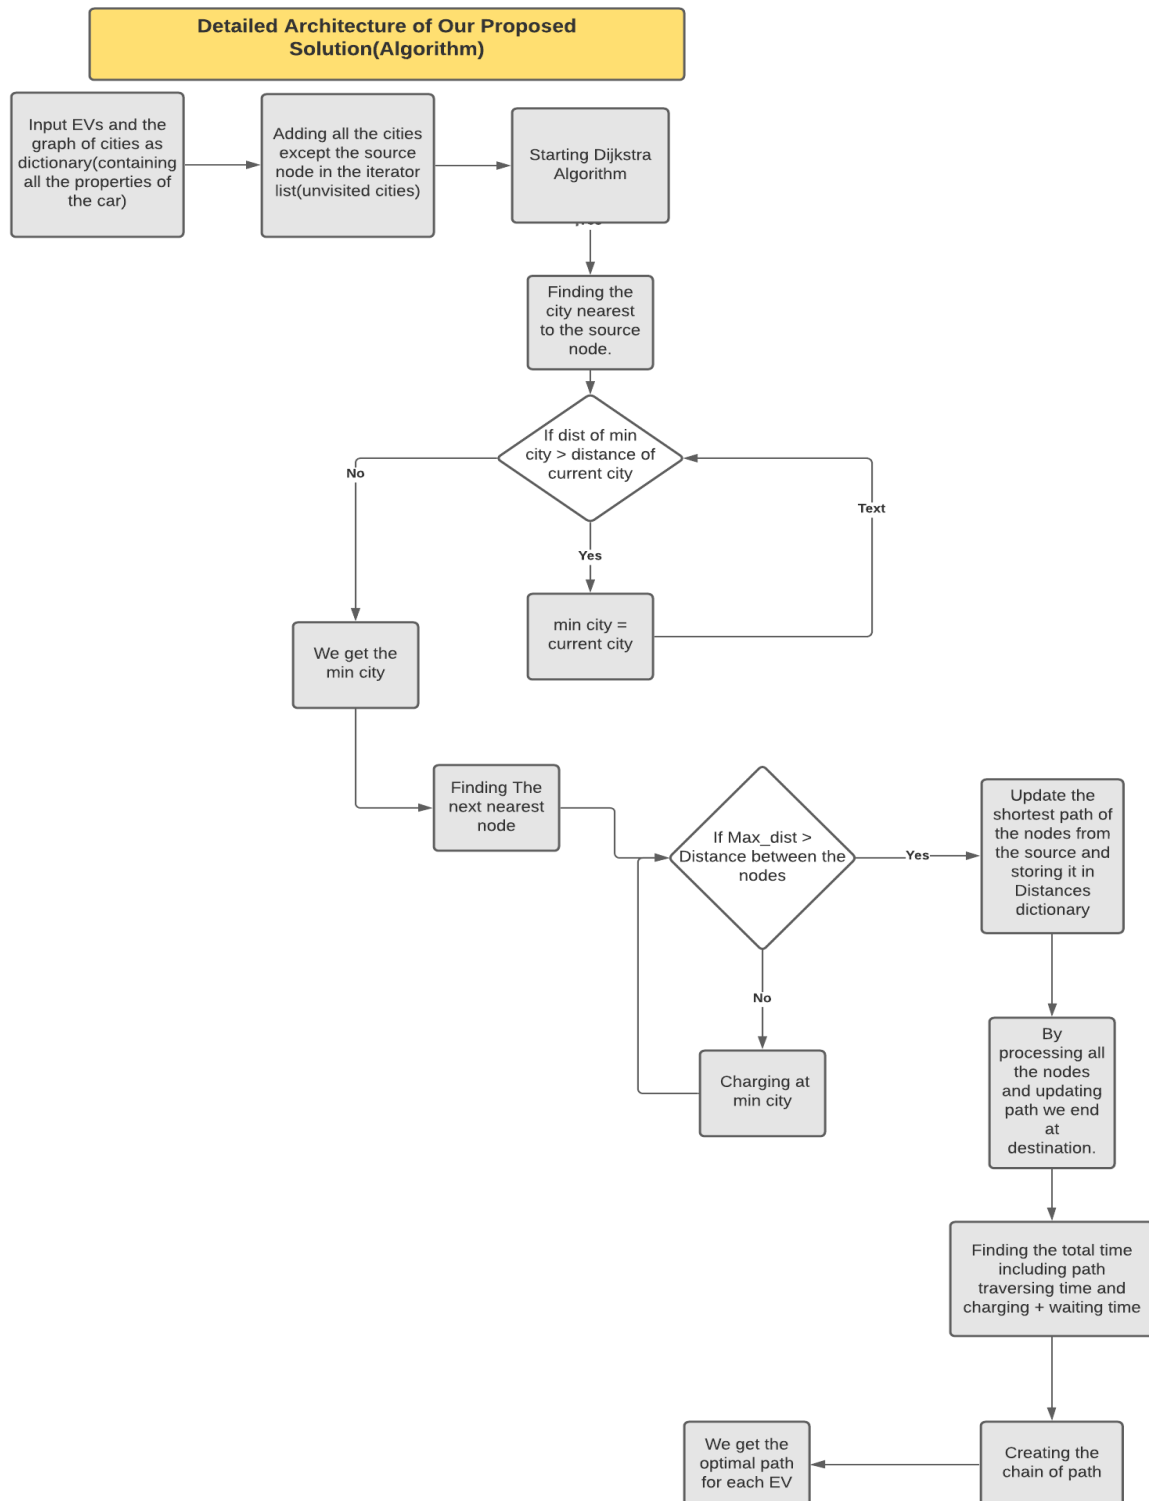 Detailed Architecture of Our Proposed
Solution(Algorithm)
Input EVs and the
graph of cities as
dictionary(containing
all the properties of
the car)
Adding all the cities
except the source
node in the iterator
list(unvisited cities)
Starting Dijkstra
Algorithm
Finding the
city nearest
to the source
node.
If dist of min
city > distance of
current city
No
Text
Yes
min city =
current city
We get the
min city
Finding The
next nearest
node
If Max_dist >
Distance between the
nodes
Yes
Update the
shortest path of
the nodes from
the source and
storing it in
Distances
dictionary
No
Charging at
min city
By
processing all
the nodes
and updating
path we end
at
destination.
Finding the total time
including path
traversing time and
charging + waiting time
Creating the
chain of path
We get the
optimal path
for each EV